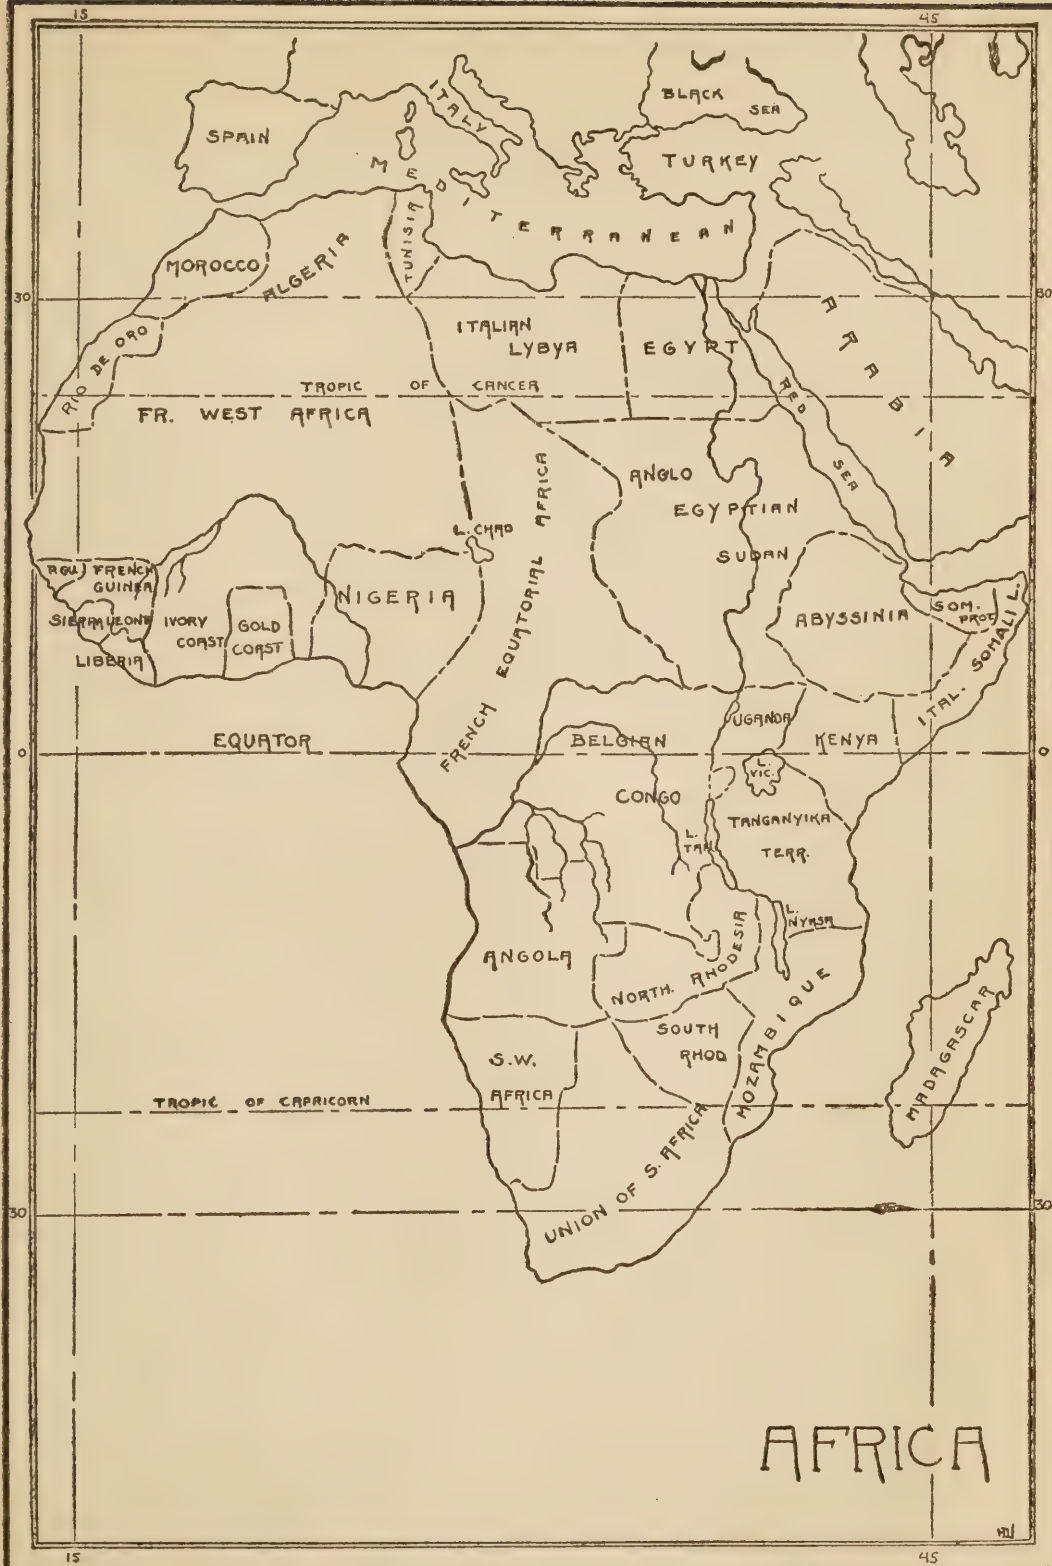 15
45
BLACK
SEA
ITALY
SPAIN
TURKEY
MEDITERRANEAN
TUNISIA
ALGERIA
MOROCCO
30
30
ARABIA
ITALIAN
LYBYA
EGYPT
RIO DE ORO
TROPIC OF CANCER
RED
SEA
FR. WEST AFRICA
ANGLO
EGYPTIAN
SUDAN
FRENCH EQUATORIAL AFRICA
L. CHAD
FRENCH
GUINEA
NIGERIA
ABYSSINIA
SOM.
PROT.
ITAL. SOMALI L.
SIERRA LEONE
IVORY
COAST
GOLD
COAST
LIBERIA
UGANDA
EQUATOR
BELGIAN
CONGO
KENYA
0
0
L.
VIC.
TANGANYIKA
TERR.
L.
TAN.
L.
NYASA
ANGOLA
NORTH. RHODESIA
MOZAMBIQUE
SOUTH
RHOD
MADAGASCAR
S.W.
AFRICA
TROPIC OF CAPRICORN
UNION OF S. AFRICA
30
30
AFRICA
15
45